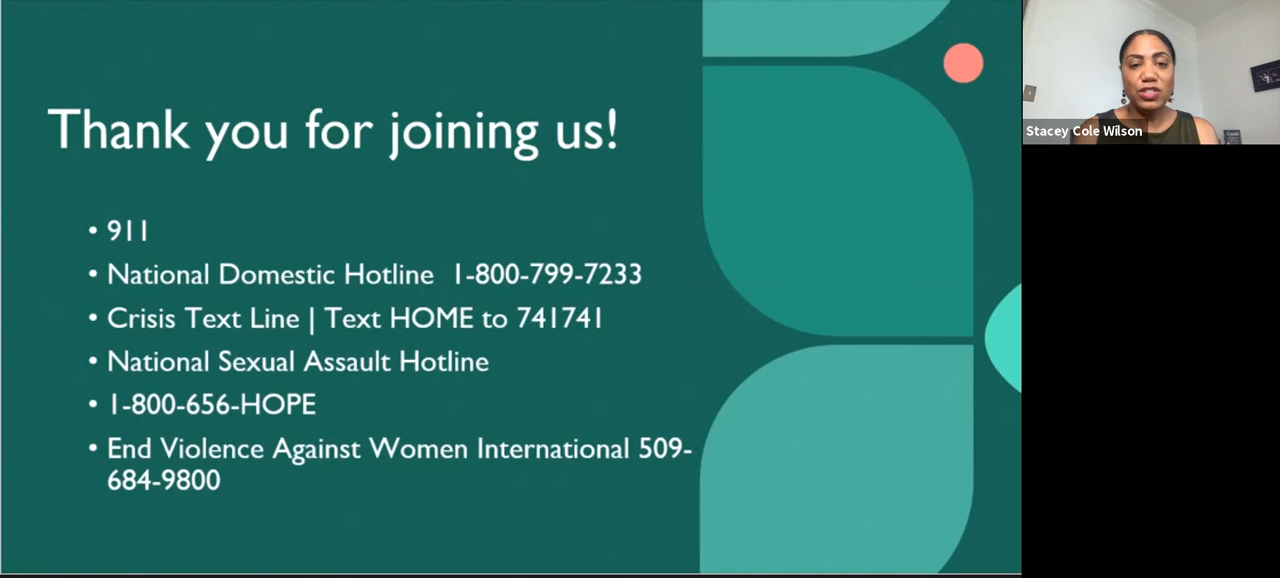 Thank you for joining us!
• 911
• National Domestic Hotline 1-800-799-7233
• Crisis Text Line | Text HOME to 741741
• National Sexual Assault Hotline
• 1-800-656-HOPE
• End Violence Against Women International 509-
684-9800
Stacey Cole Wilson